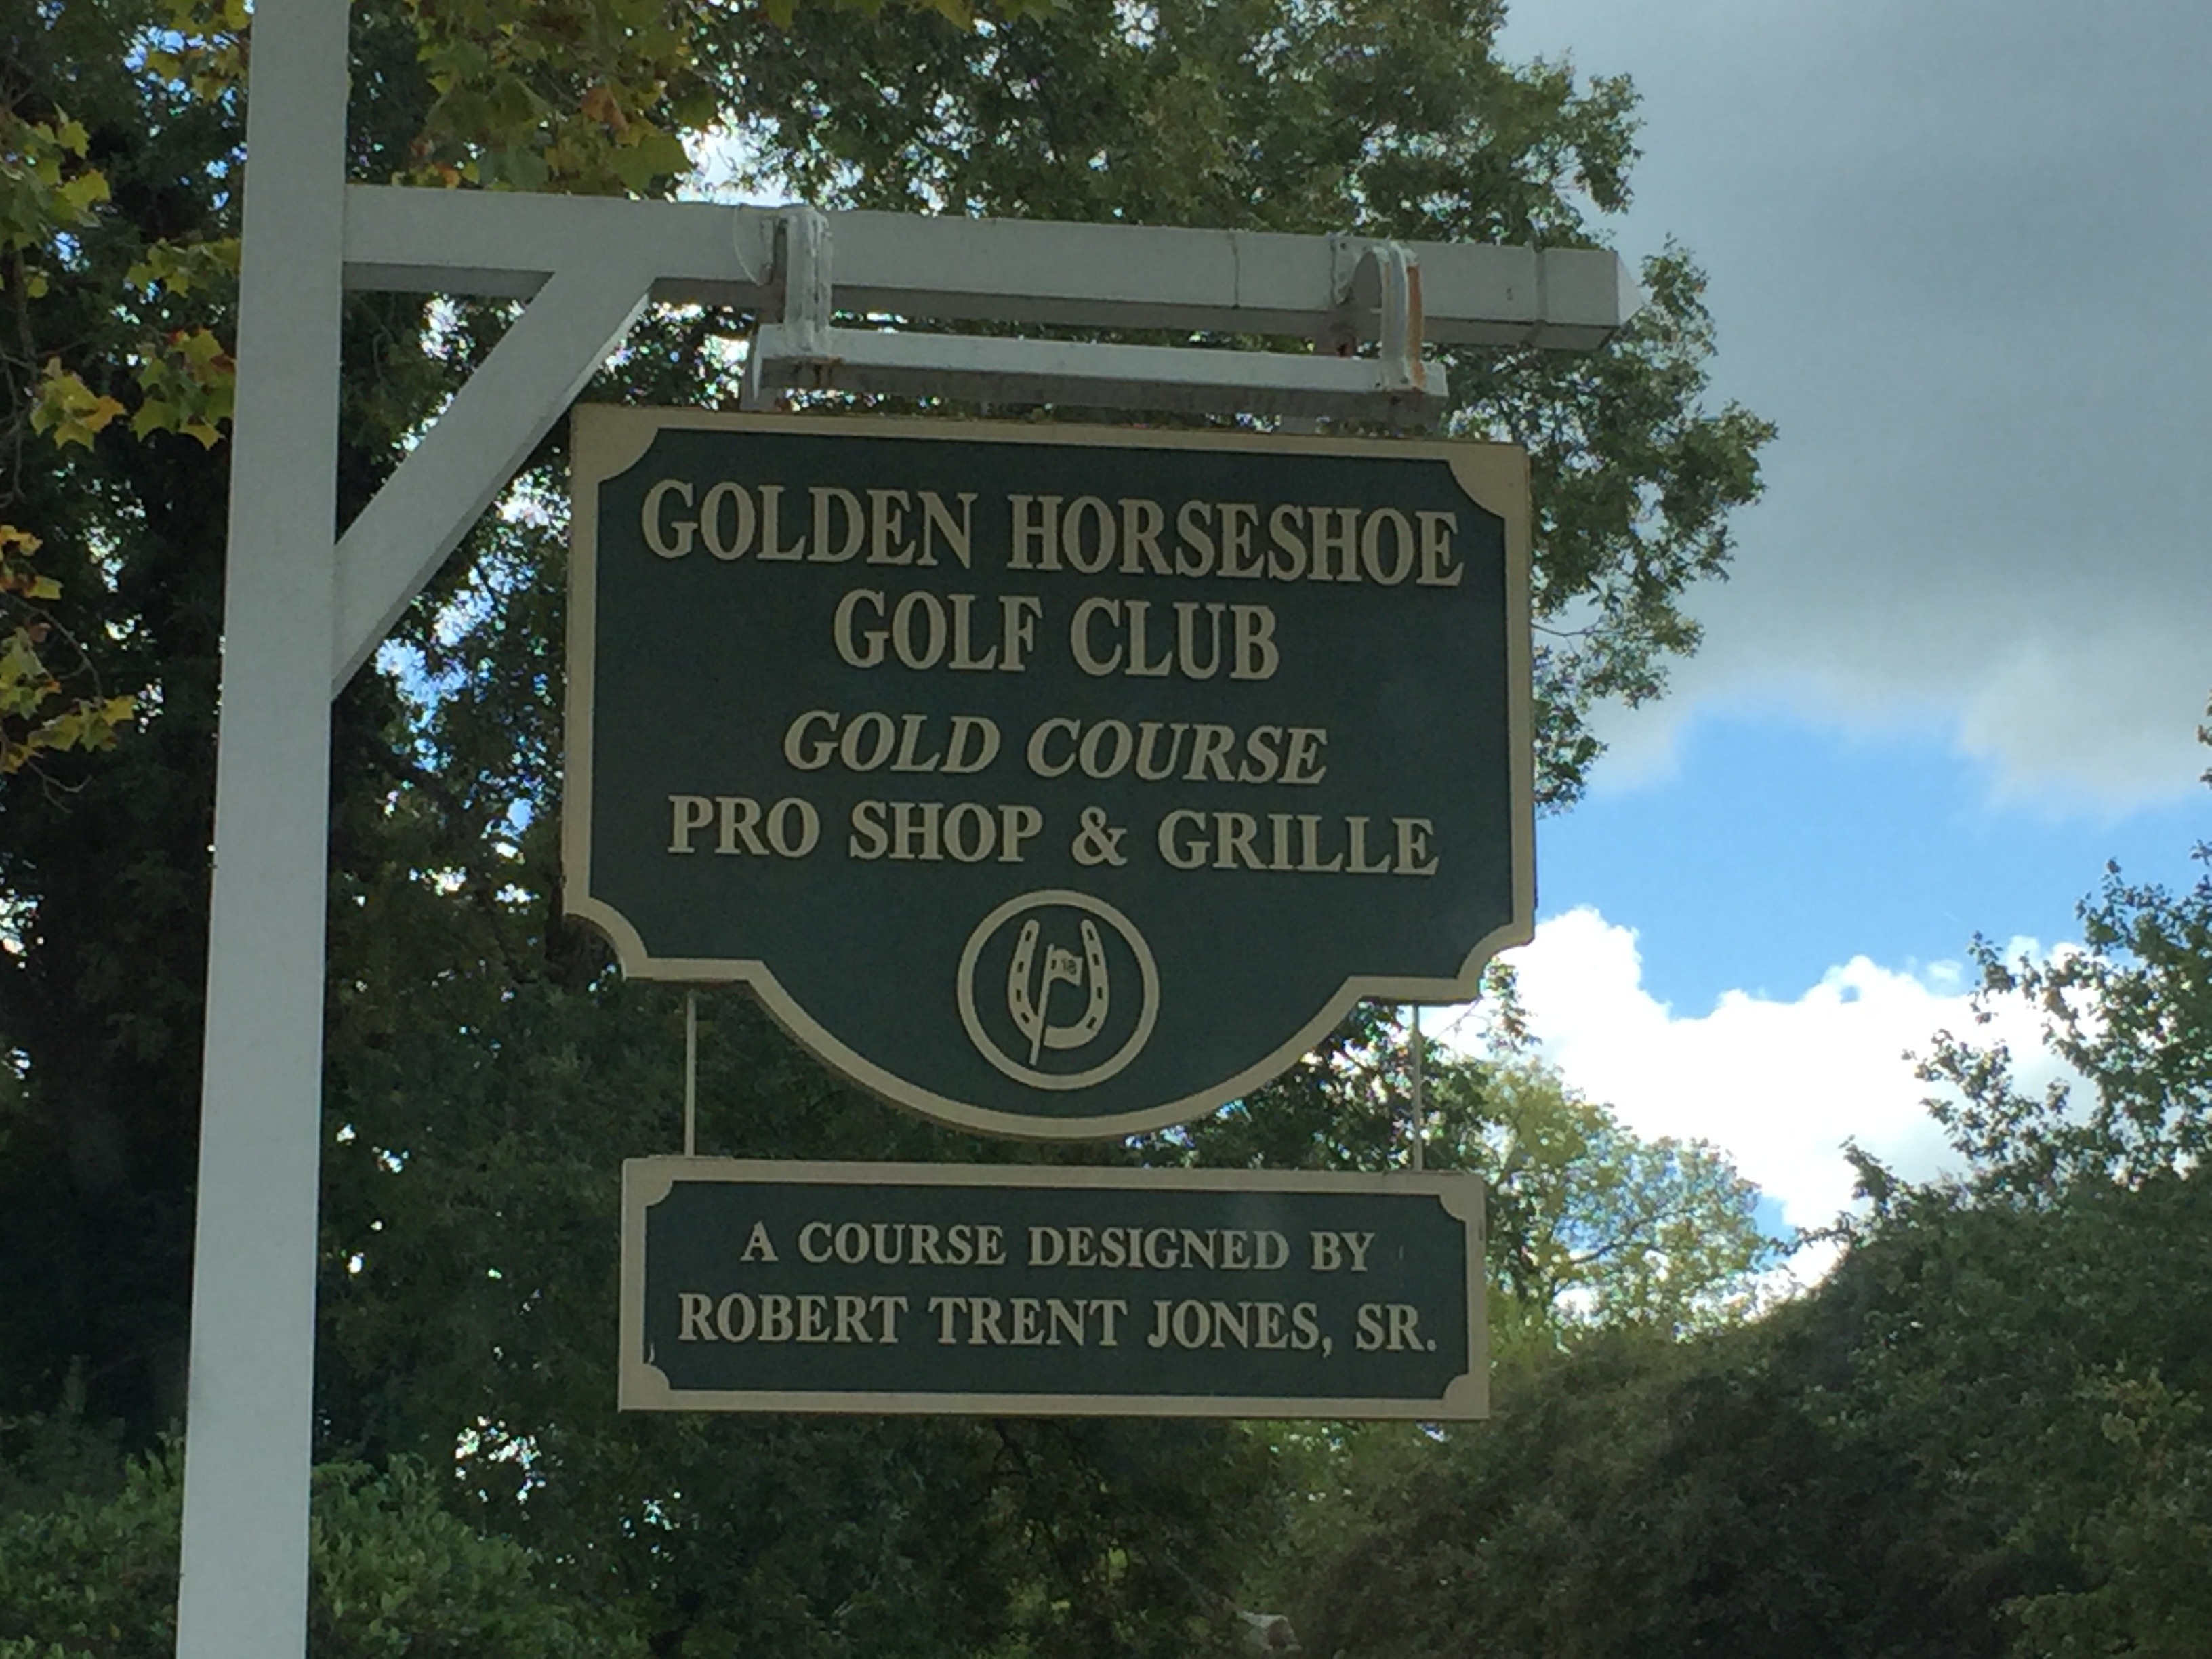 GOLDEN HORSESHOE
GOLF CLUB
GOLD COURSE
PRO SHOP & GRILLE
18
A COURSE DESIGNED BY
ROBERT TRENT JONES, SR.